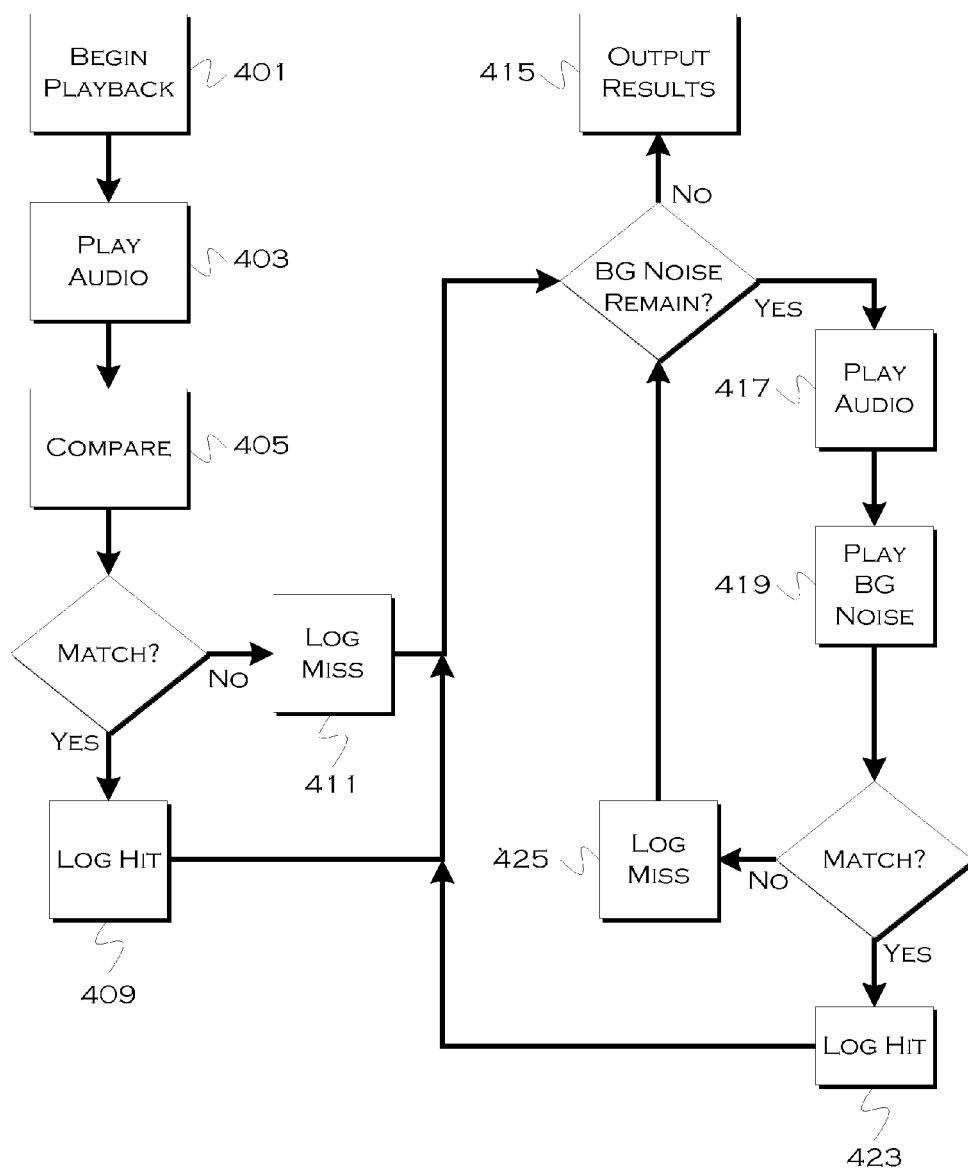 BEGIN
PLAYBACK
401
PLAY
AUDIO
403
COMPARE
405
MATCH?
NO
YES
LOG
MISS
411
LOG HIT
409
415
OUTPUT
RESULTS
NO
BG NOISE
REMAIN?
YES
417
PLAY
AUDIO
419
PLAY
BG
NOISE
MATCH?
NO
YES
425
LOG
MISS
LOG HIT
423